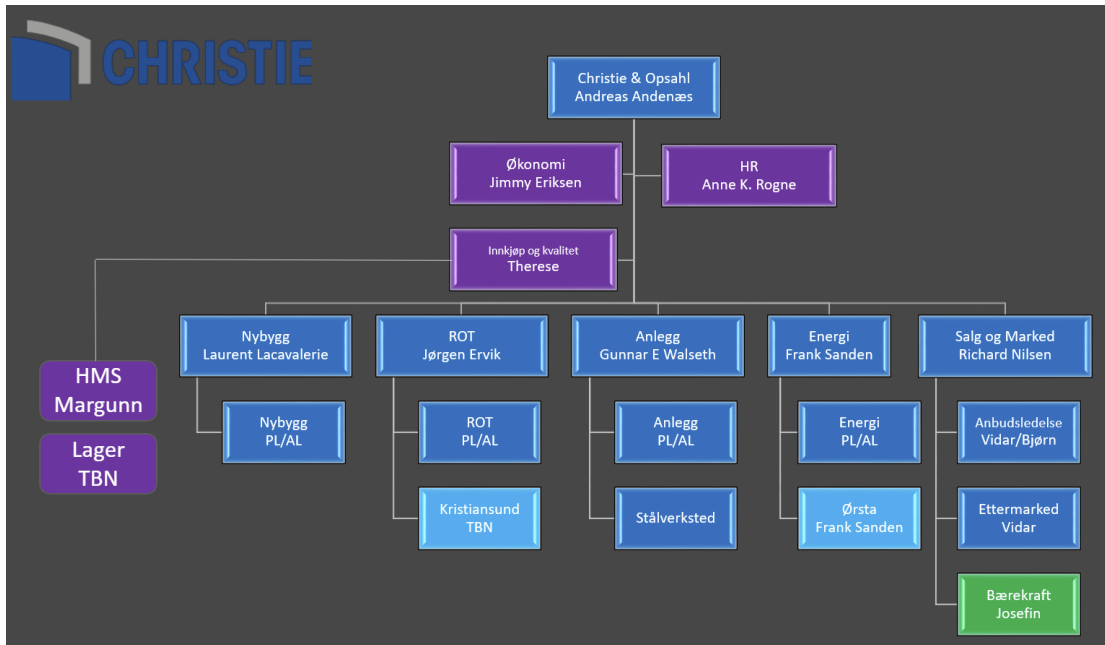 CHRISTIE
Christie & Opsahl
Andreas Andenæs
Økonomi
Jimmy Eriksen
HR
Anne K. Rogne
Innkjøp og kvalitet
Therese
Nybygg
Laurent Lacavalerie
ROT
Jørgen Ervik
Anlegg
Gunnar E Walseth
Energi
Frank Sanden
Salg og Marked
Richard Nilsen
HMS
Margunn
Lager
TBN
Nybygg
PL/AL
ROT
PL/AL
Anlegg
PL/AL
Energi
PL/AL
Anbudsledelse
Vidar/Bjørn
Kristiansund
TBN
Stålverksted
Ørsta
Frank Sanden
Ettermarked
Vidar
Bærekraft
Josefin